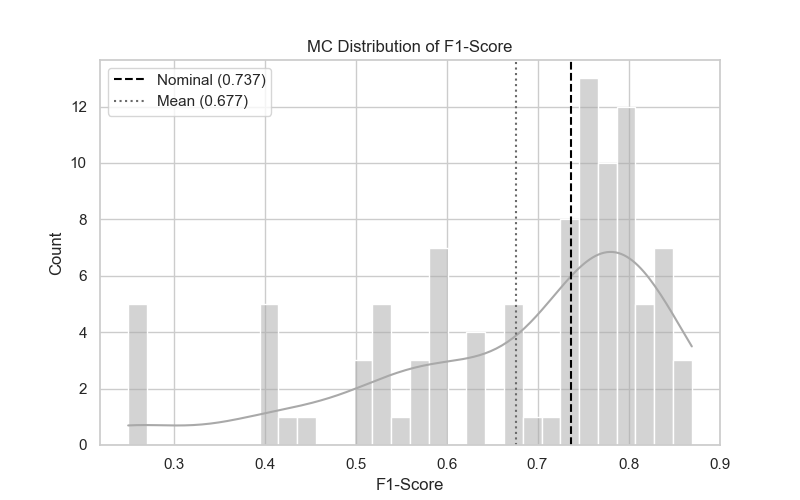 MC Distribution of F1-Score
Nominal (0.737)
Mean (0.677)
Count
12
10
8
6
4
2
0
0.3 0.4 0.5 0.6 0.7 0.8 0.9
F1-Score